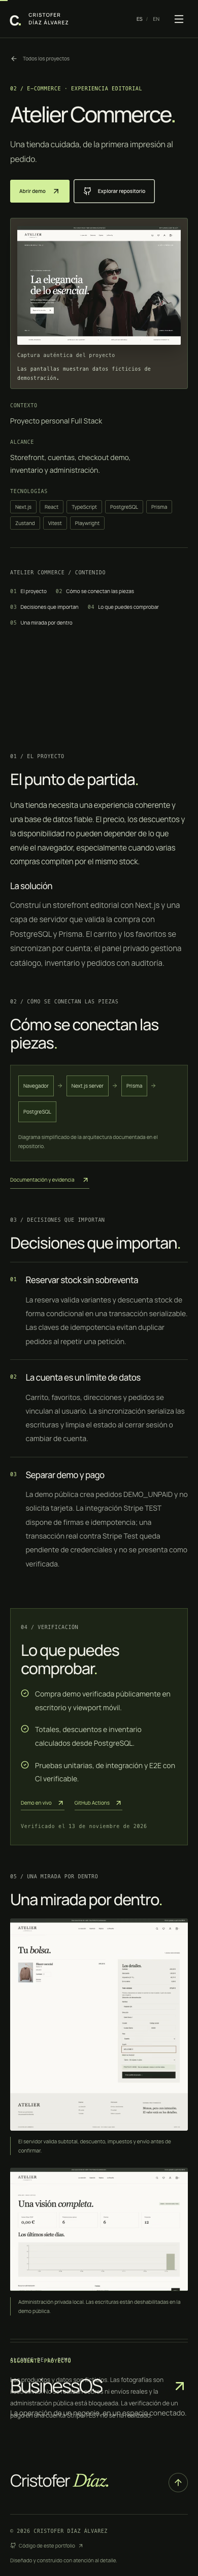 CRISTOFER
DÍAZ ÁLVAREZ
ES / EN
Todos los proyectos
02 / E-COMMERCE · EXPERIENCIA EDITORIAL
Atelier Commerce.
Una tienda cuidada, de la primera impresión al
pedido.
Abrir demo
Explorar repositorio
La elegancia
de lo esencial.
Captura auténtica del proyecto
Las pantallas muestran datos ficticios de
demostración.
CONTEXTO
Proyecto personal Full Stack
ALCANCE
Storefront, cuentas, checkout demo,
inventario y administración.
TECNOLOGÍAS
Next.js React TypeScript PostgreSQL Prisma
Zustand Vitest Playwright
ATELIER COMMERCE / CONTENIDO
01 El proyecto 02 Cómo se conectan las piezas
03 Decisiones que importan 04 Lo que puedes comprobar
05 Una mirada por dentro
01 / EL PROYECTO
El punto de partida.
Una tienda necesita una experiencia coherente y
una base de datos fiable. El precio, los descuentos y
la disponibilidad no pueden depender de lo que
envíe el navegador, especialmente cuando varias
compras compiten por el mismo stock.
La solución
Construí un storefront editorial con Next.js y una
capa de servidor que valida la compra con
PostgreSQL y Prisma. El carrito y los favoritos se
sincronizan por cuenta; el panel privado gestiona
catálogo, inventario y pedidos con auditoría.
02 / CÓMO SE CONECTAN LAS PIEZAS
Cómo se conectan las
piezas.
Navegador
Next.js server
Prisma
PostgreSQL
Diagrama simplificado de la arquitectura documentada en el
repositorio.
Documentación y evidencia
03 / DECISIONES QUE IMPORTAN
Decisiones que importan.
01 Reservar stock sin sobreventa
La reserva valida variantes y descuenta stock de
forma condicional en una transacción serializable.
Las claves de idempotencia evitan duplicar
pedidos al repetir una petición.
02 La cuenta es un límite de datos
Carrito, favoritos, direcciones y pedidos se
vinculan al usuario. La sincronización serializa las
escrituras y limpia el estado al cerrar sesión o
cambiar de cuenta.
03 Separar demo y pago
La demo pública crea pedidos DEMO_UNPAID y no
solicita tarjeta. La integración Stripe TEST
dispone de firmas e idempotencia; una
transacción real contra Stripe Test queda
pendiente de credenciales y no se presenta como
verificada.
04 / VERIFICACIÓN
Lo que puedes
comprobar.
Compra demo verificada públicamente en
escritorio y viewport móvil.
Totales, descuentos e inventario
calculados desde PostgreSQL.
Pruebas unitarias, de integración y E2E con
CI verificable.
Demo en vivo
GitHub Actions
Verificado el 13 de noviembre de 2026
05 / UNA MIRADA POR DENTRO
Una mirada por dentro.
ATELIER
Tu bolsa.
Tus detalles.
ATELIER
El servidor valida subtotal, descuento, impuestos y envío antes de
confirmar.
ATELIER
Una visión completa.
Los últimos siete días.
Administración privada local. Las escrituras están deshabilitadas en la
demo pública.
SIGUIENTE PROYECTO
BusinessOS
La operación de un negocio, en un espacio conectado.
Cristofer Díaz.
© 2026 CRISTOFER DÍAZ ÁLVAREZ
Código de este portfolio
Diseñado y construido con atención al detalle.